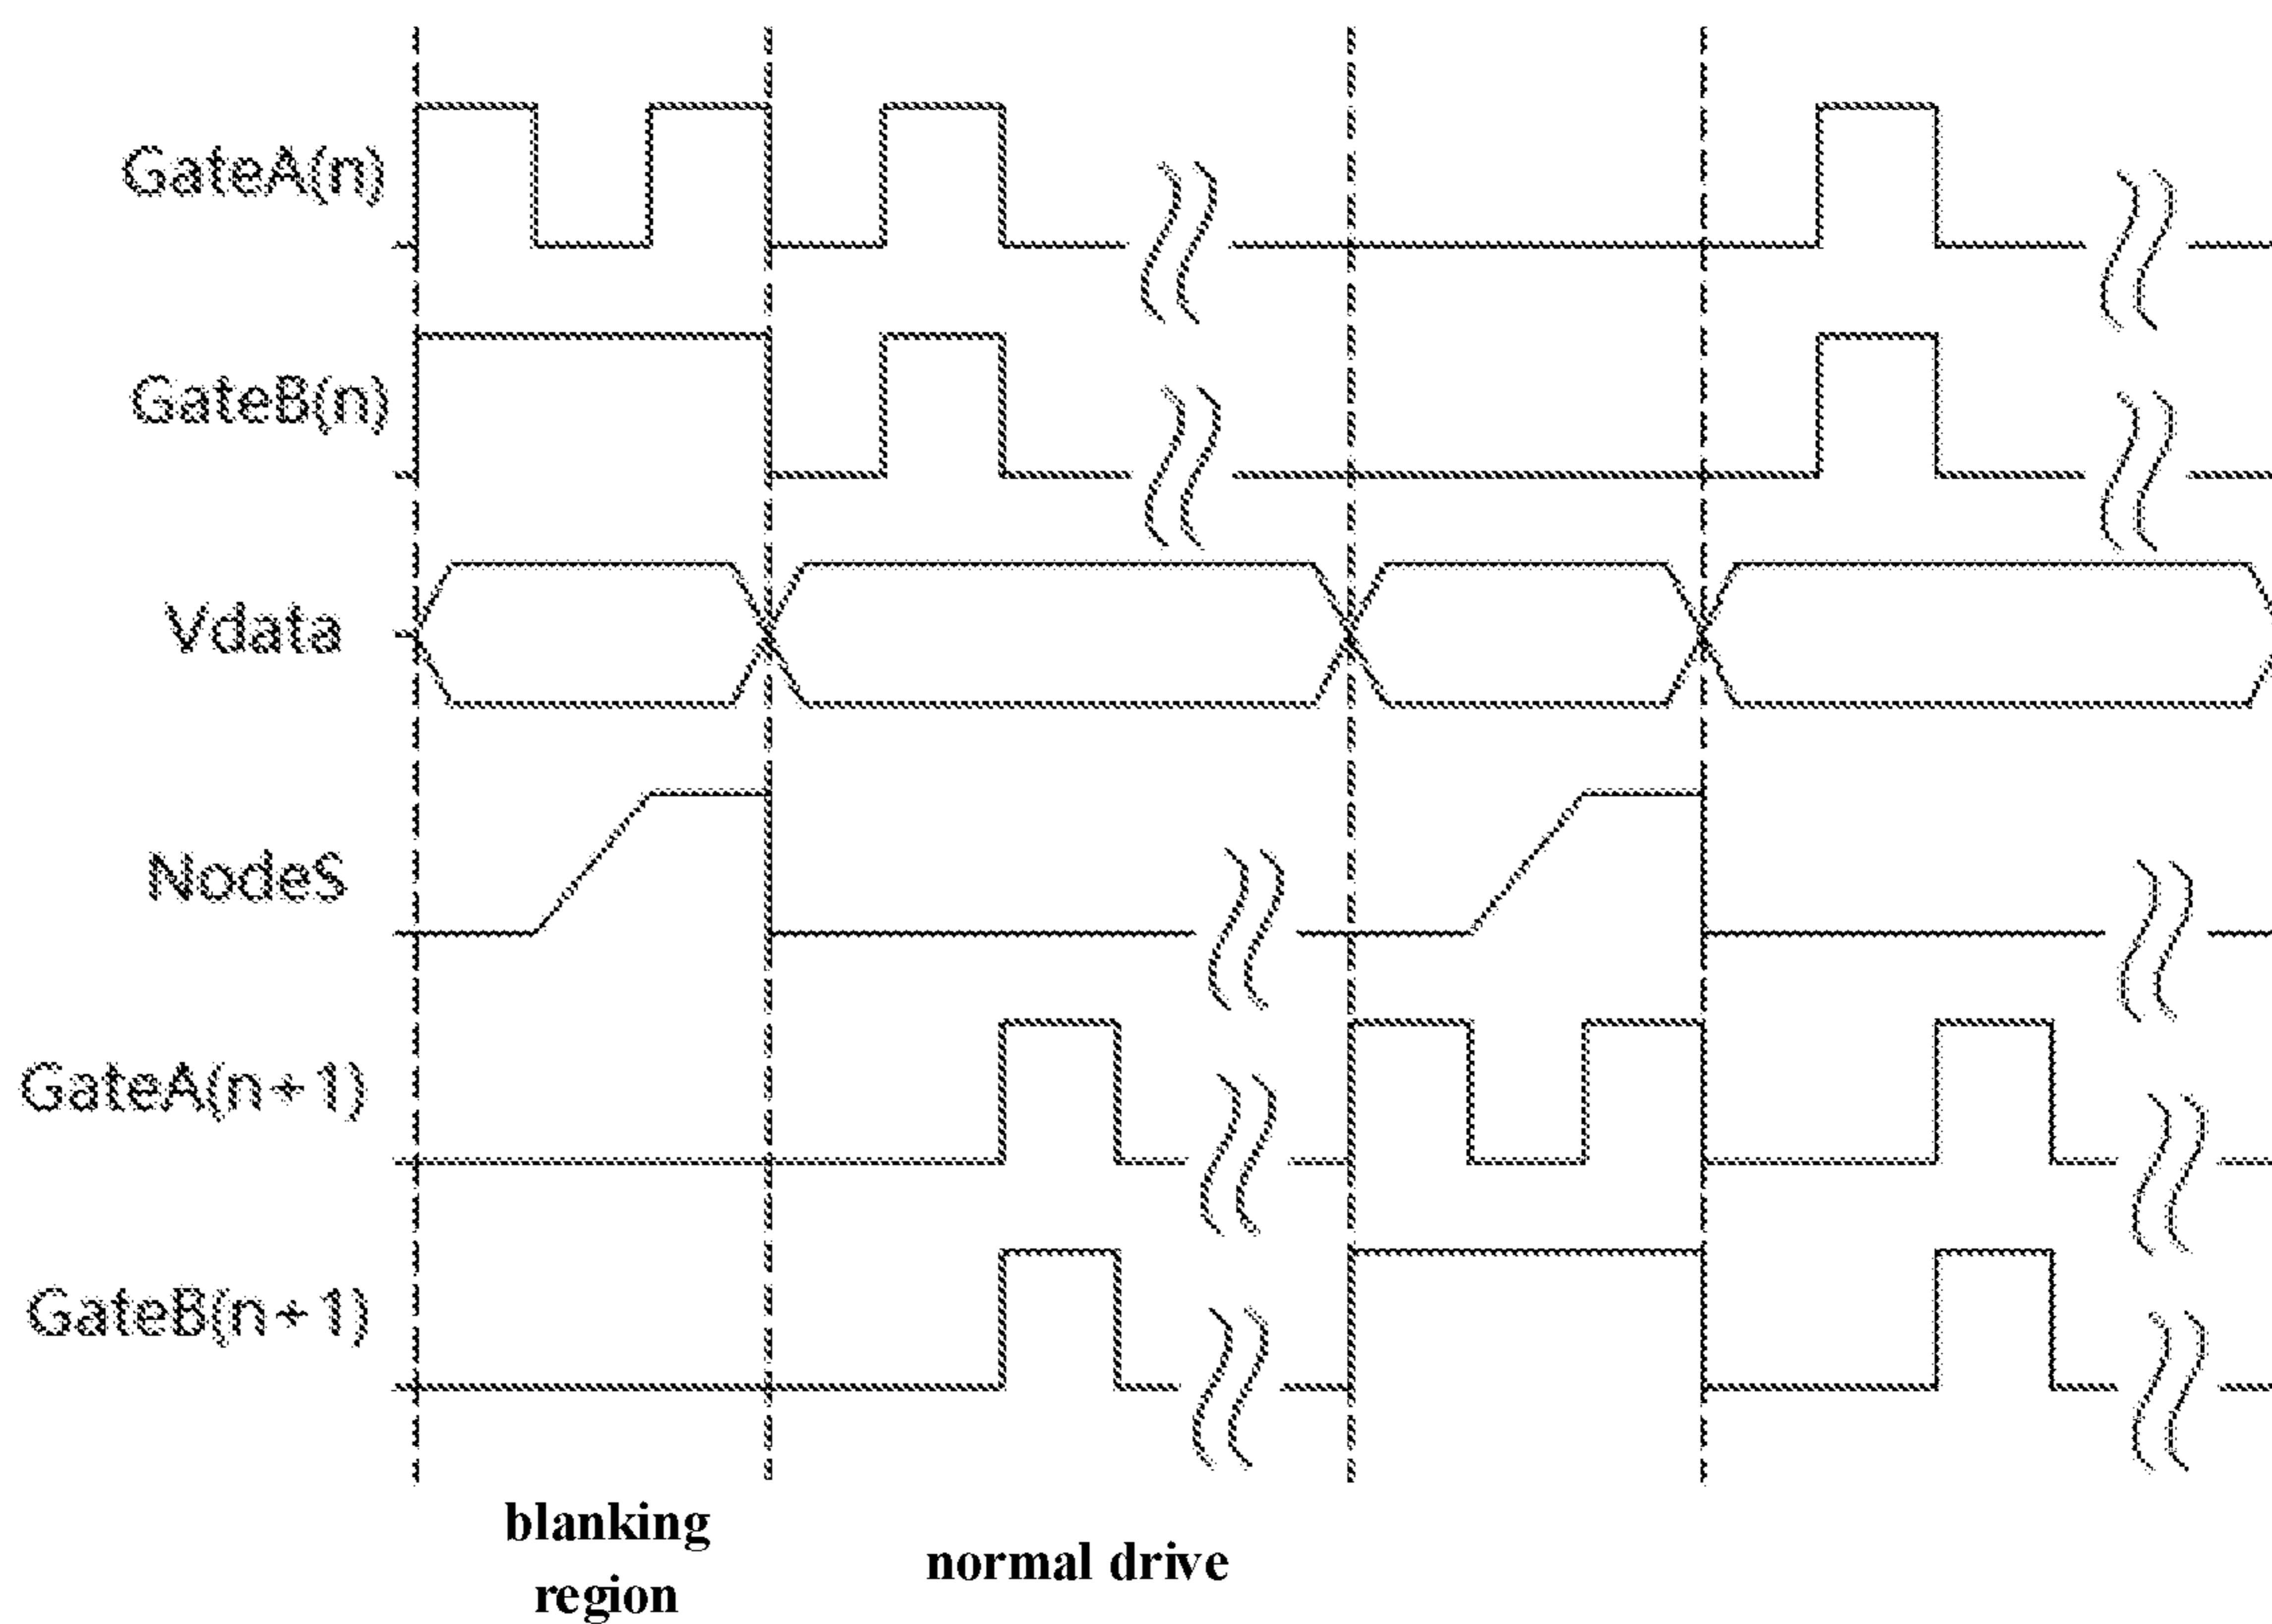 GateA(n)
GateB(n)
Vdata
NodeS
GateA(n+1)
GateB(n+1)
blanking
region
normal drive